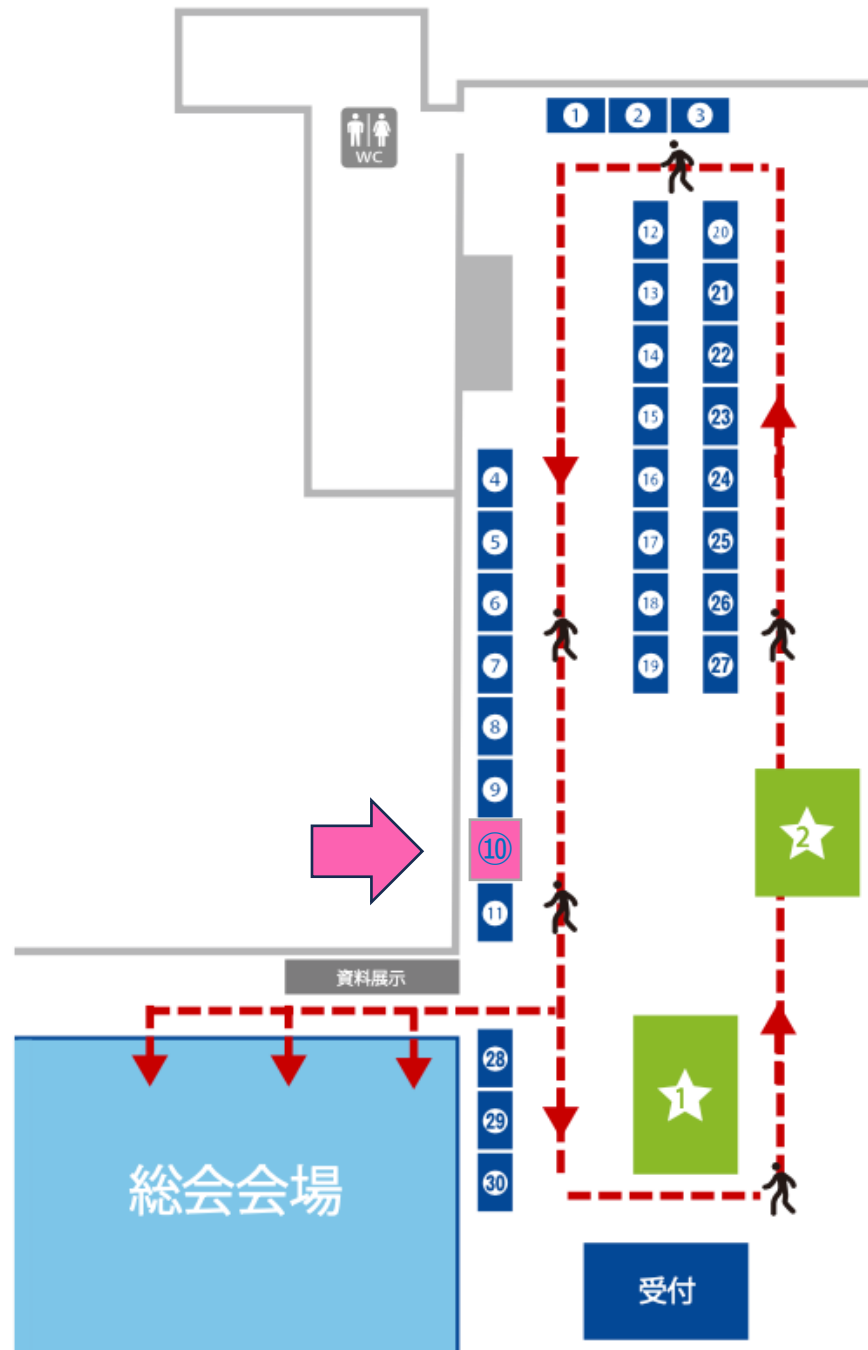 ① ② ③
WC
⑫ ⑳
⑬ ㉑
⑭ ㉒
⑮ ㉓
④ ⑯ ㉔
⑤ ⑰ ㉕
⑥ ⑱ ㉖
⑦ ⑲ ㉗
⑧
⑨
2
⑩
⑪
資料展示
㉘
1
㉙
㉚
総会会場
受付